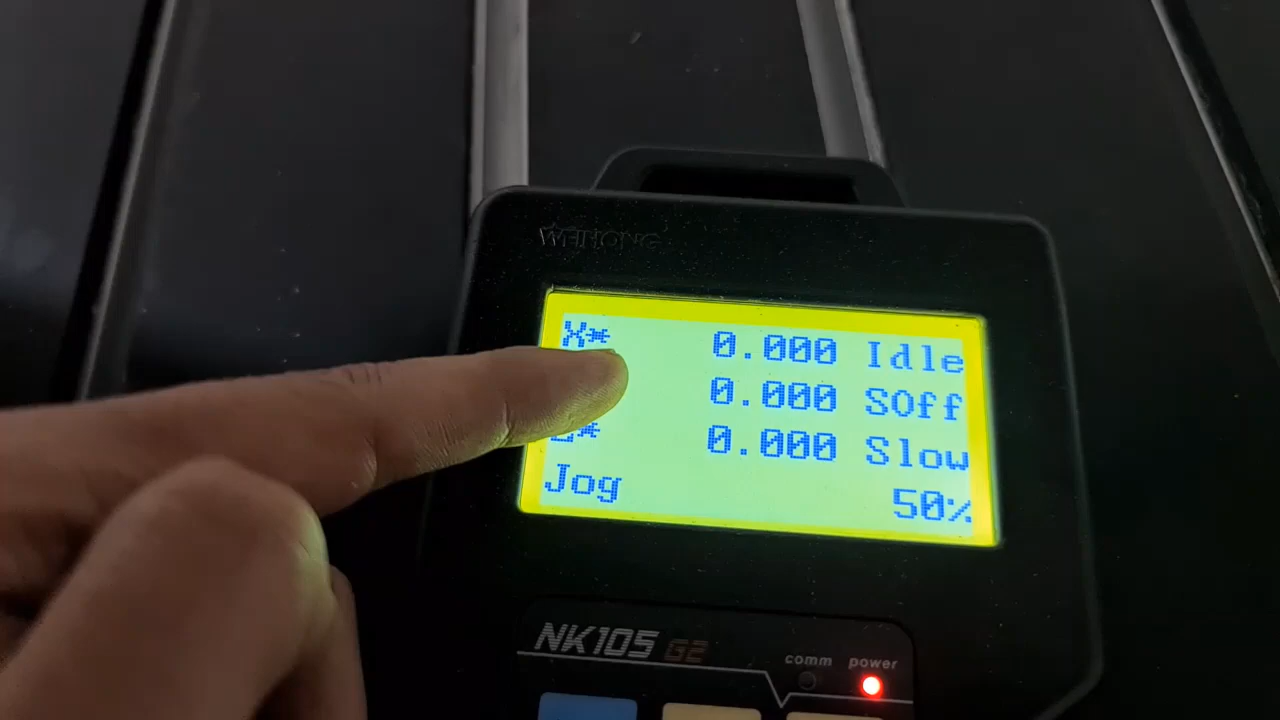 WEIHONG
X* 0.000 Idle
0.000 SOff
* 0.000 Slow
Jog 50%
NK105 G2
comm power